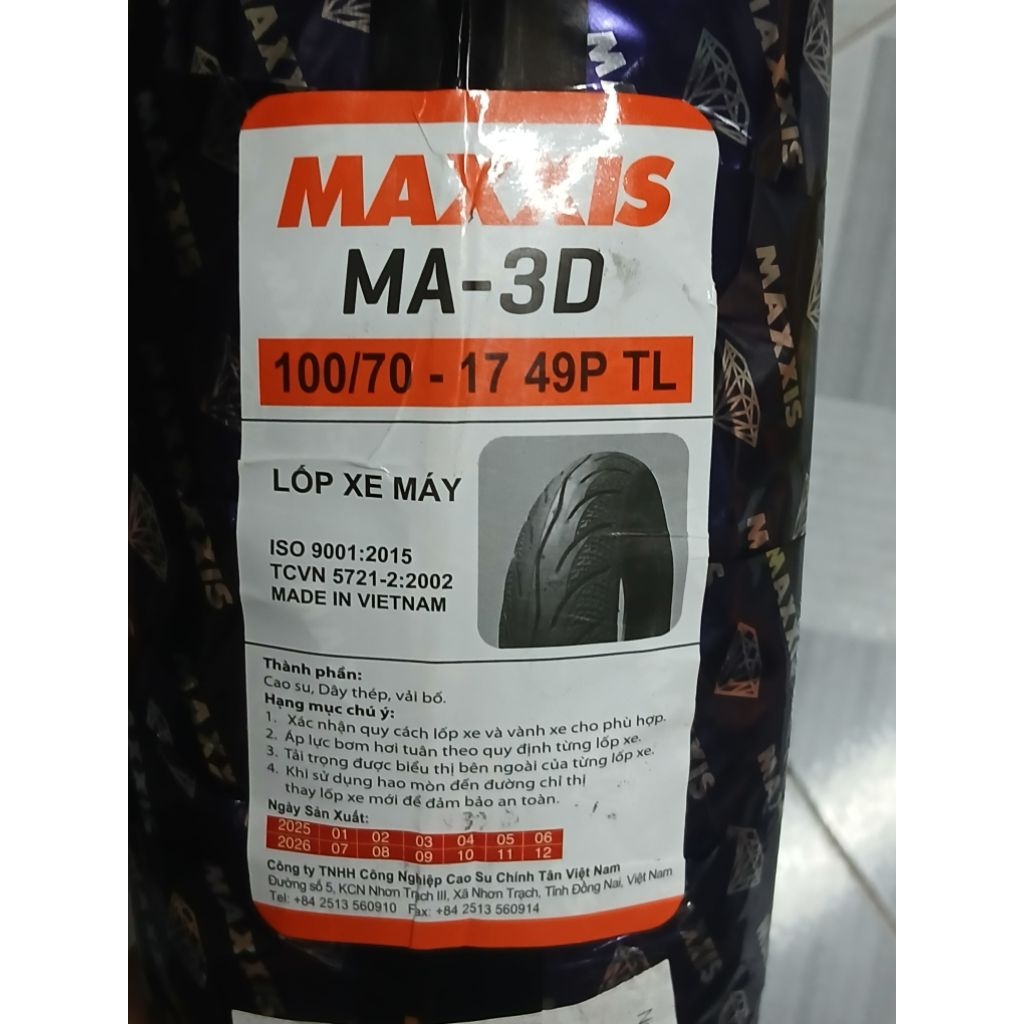 MAXXIS
MA-3D
100/70 - 17 49P TL
LỐP XE MÁY
ISO 9001:2015
TCVN 5721-2:2002
MADE IN VIETNAM
Thành phần:
Cao su, Dây thép, vải bố.
Hạng mục chú ý:
1. Xác nhận quy cách lốp xe và vành xe cho phù hợp.
2. Áp lực bơm hơi tuân theo quy định từng lốp xe.
3. Tải trọng được biểu thị bên ngoài của từng lốp xe.
4. Khi sử dụng hao mòn đến đường chỉ thị
thay lốp xe mới để đảm bảo an toàn.
Ngày Sản Xuất:
2025 01 02 03 04 05 06
2026 07 08 09 10 11 12
Công ty TNHH Công Nghiệp Cao Su Chính Tân Việt Nam
Đường số 5, KCN Nhơn Trạch III, Xã Nhơn Trạch, Tỉnh Đồng Nai, Việt Nam
Tel: +84 2513 560910 Fax: +84 2513 560914
MAXXIS
MAXXIS
MAXXIS
MAXXIS